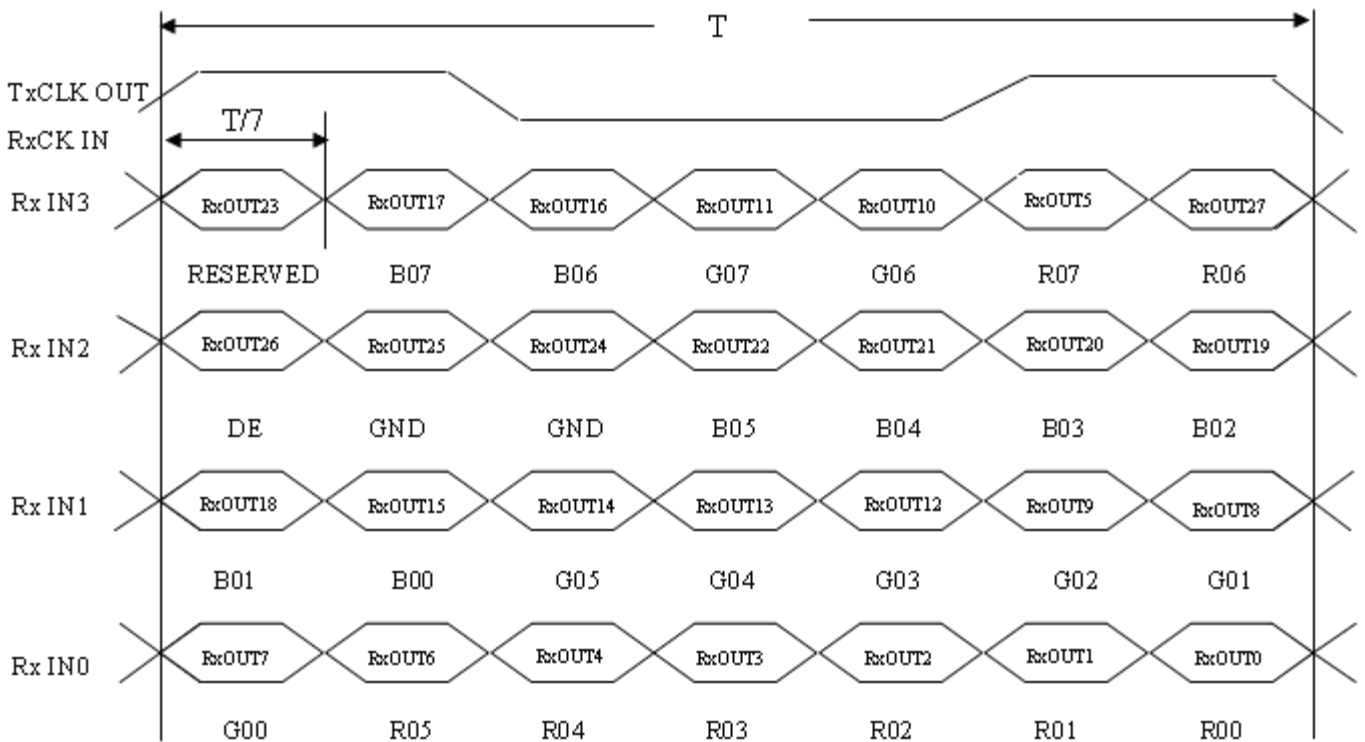 T
TxCLK OUT
T/7
RxCK IN
Rx IN3 RxOUT23 RxOUT17 RxOUT16 RxOUT11 RxOUT10 RxOUT5 RxOUT27
RESERVED B07 B06 G07 G06 R07 R06
Rx IN2 RxOUT26 RxOUT25 RxOUT24 RxOUT22 RxOUT21 RxOUT20 RxOUT19
DE GND GND B05 B04 B03 B02
Rx IN1 RxOUT18 RxOUT15 RxOUT14 RxOUT13 RxOUT12 RxOUT9 RxOUT8
B01 B00 G05 G04 G03 G02 G01
Rx IN0 RxOUT7 RxOUT6 RxOUT4 RxOUT3 RxOUT2 RxOUT1 RxOUT0
G00 R05 R04 R03 R02 R01 R00